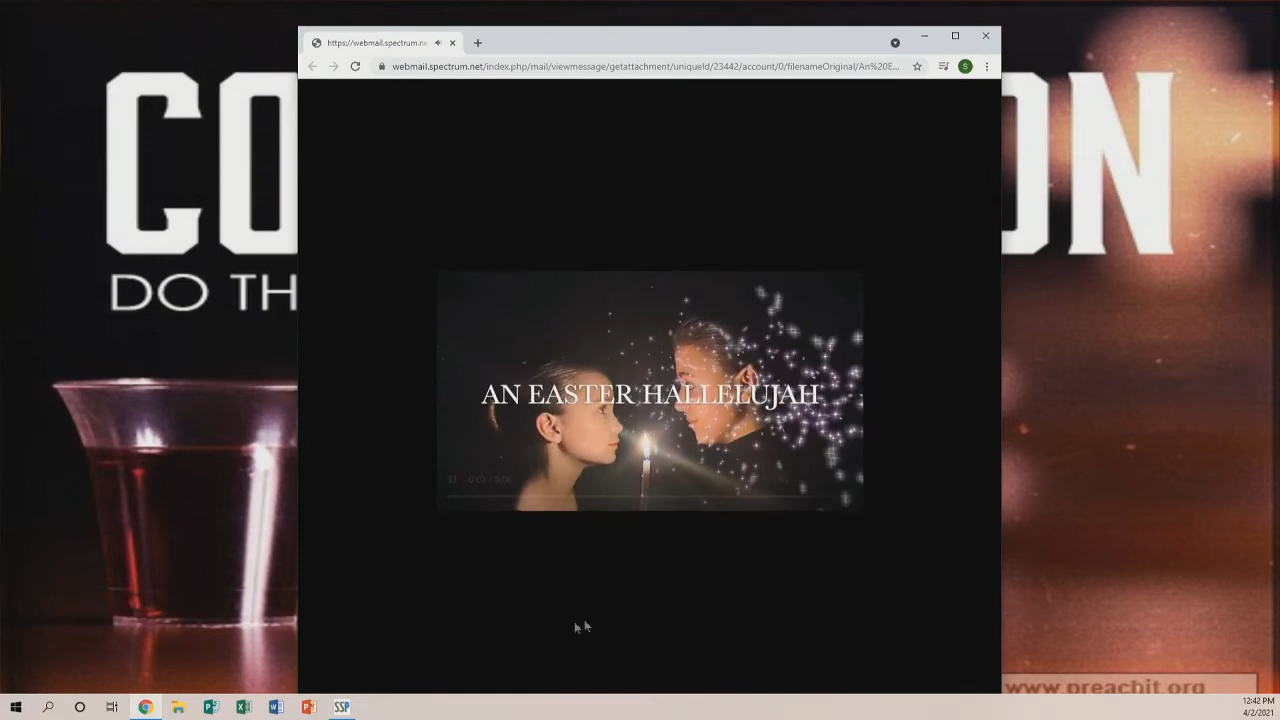 https://webmail.spectrum.ne
webmail.spectrum.net/index.php/mail/viewmessage/getattachment/uniqueId/23442/account/0/filenameOriginal/An%20E...
S
CO
ON
DO TH
AN EASTER HALLELUJAH
www.preachit.org
SSP
12:42 PM
4/2/2021